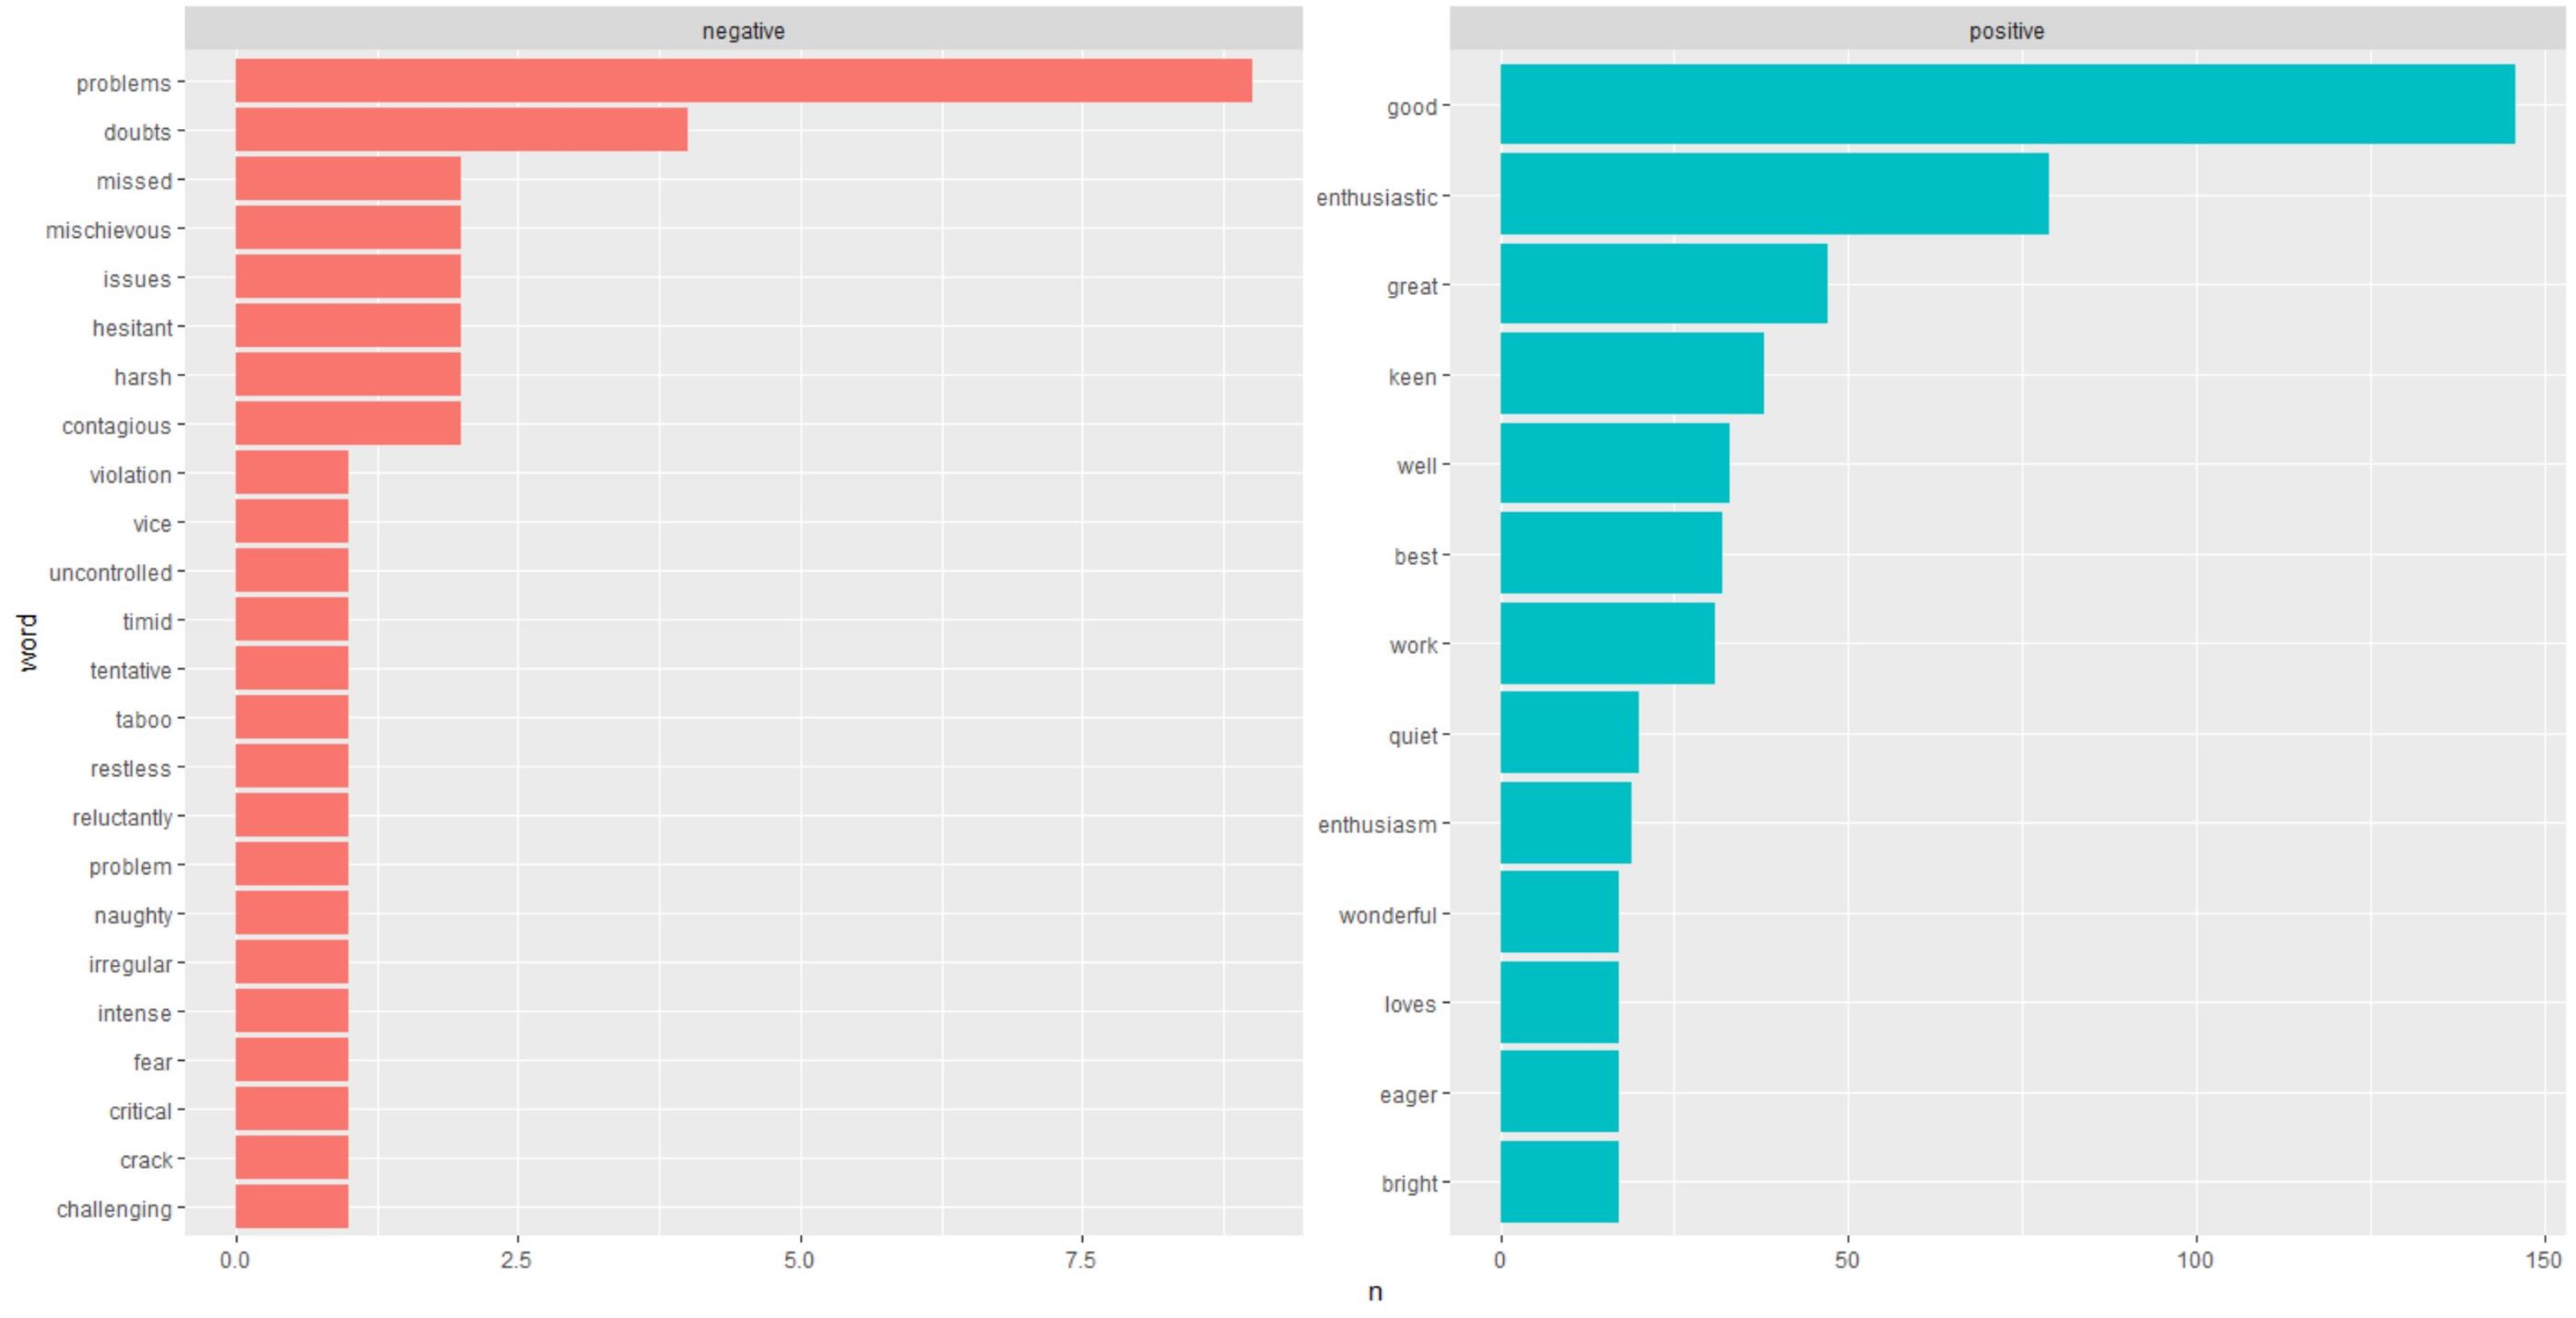 negative
problems
doubts
missed
mischievous
issues
hesitant
harsh
contagious
violation
vice
uncontrolled
timid
tentative
taboo
restless
reluctantly
problem
naughty
irregular
intense
fear
critical
crack
challenging
0.0 2.5 5.0 7.5
word
positive
good
enthusiastic
great
keen
well
best
work
quiet
enthusiasm
wonderful
loves
eager
bright
0 50 100 150
n